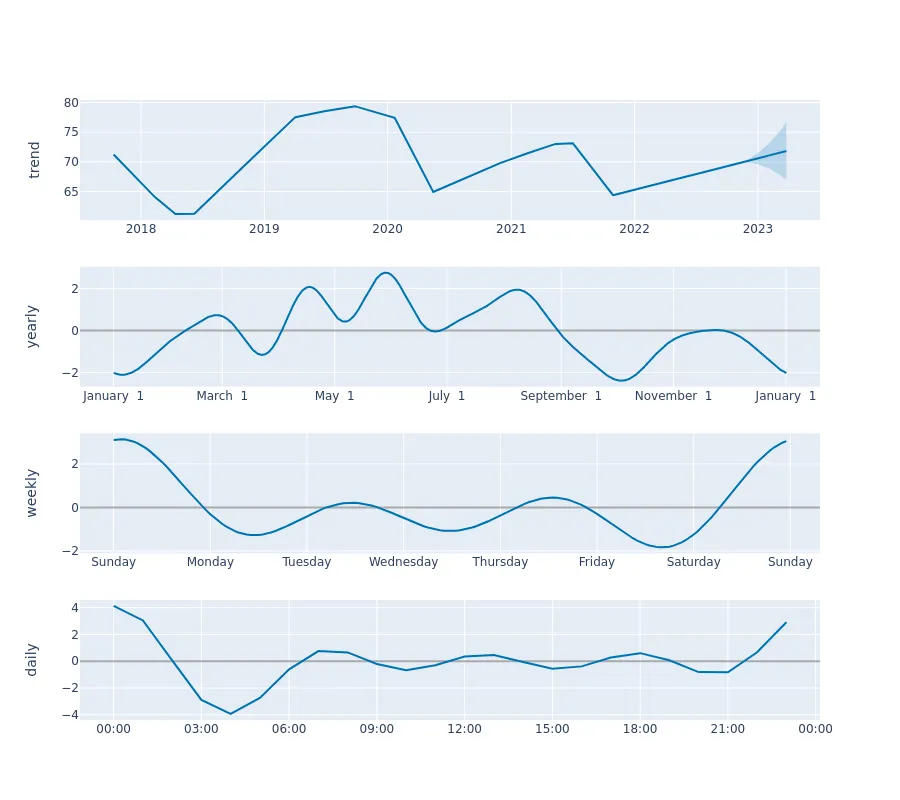 trend
80
75
70
65
2018 2019 2020 2021 2022 2023
yearly
2
0
−2
January 1 March 1 May 1 July 1 September 1 November 1 January 1
weekly
2
0
−2
Sunday Monday Tuesday Wednesday Thursday Friday Saturday Sunday
daily
4
2
0
−2
−4
00:00 03:00 06:00 09:00 12:00 15:00 18:00 21:00 00:00